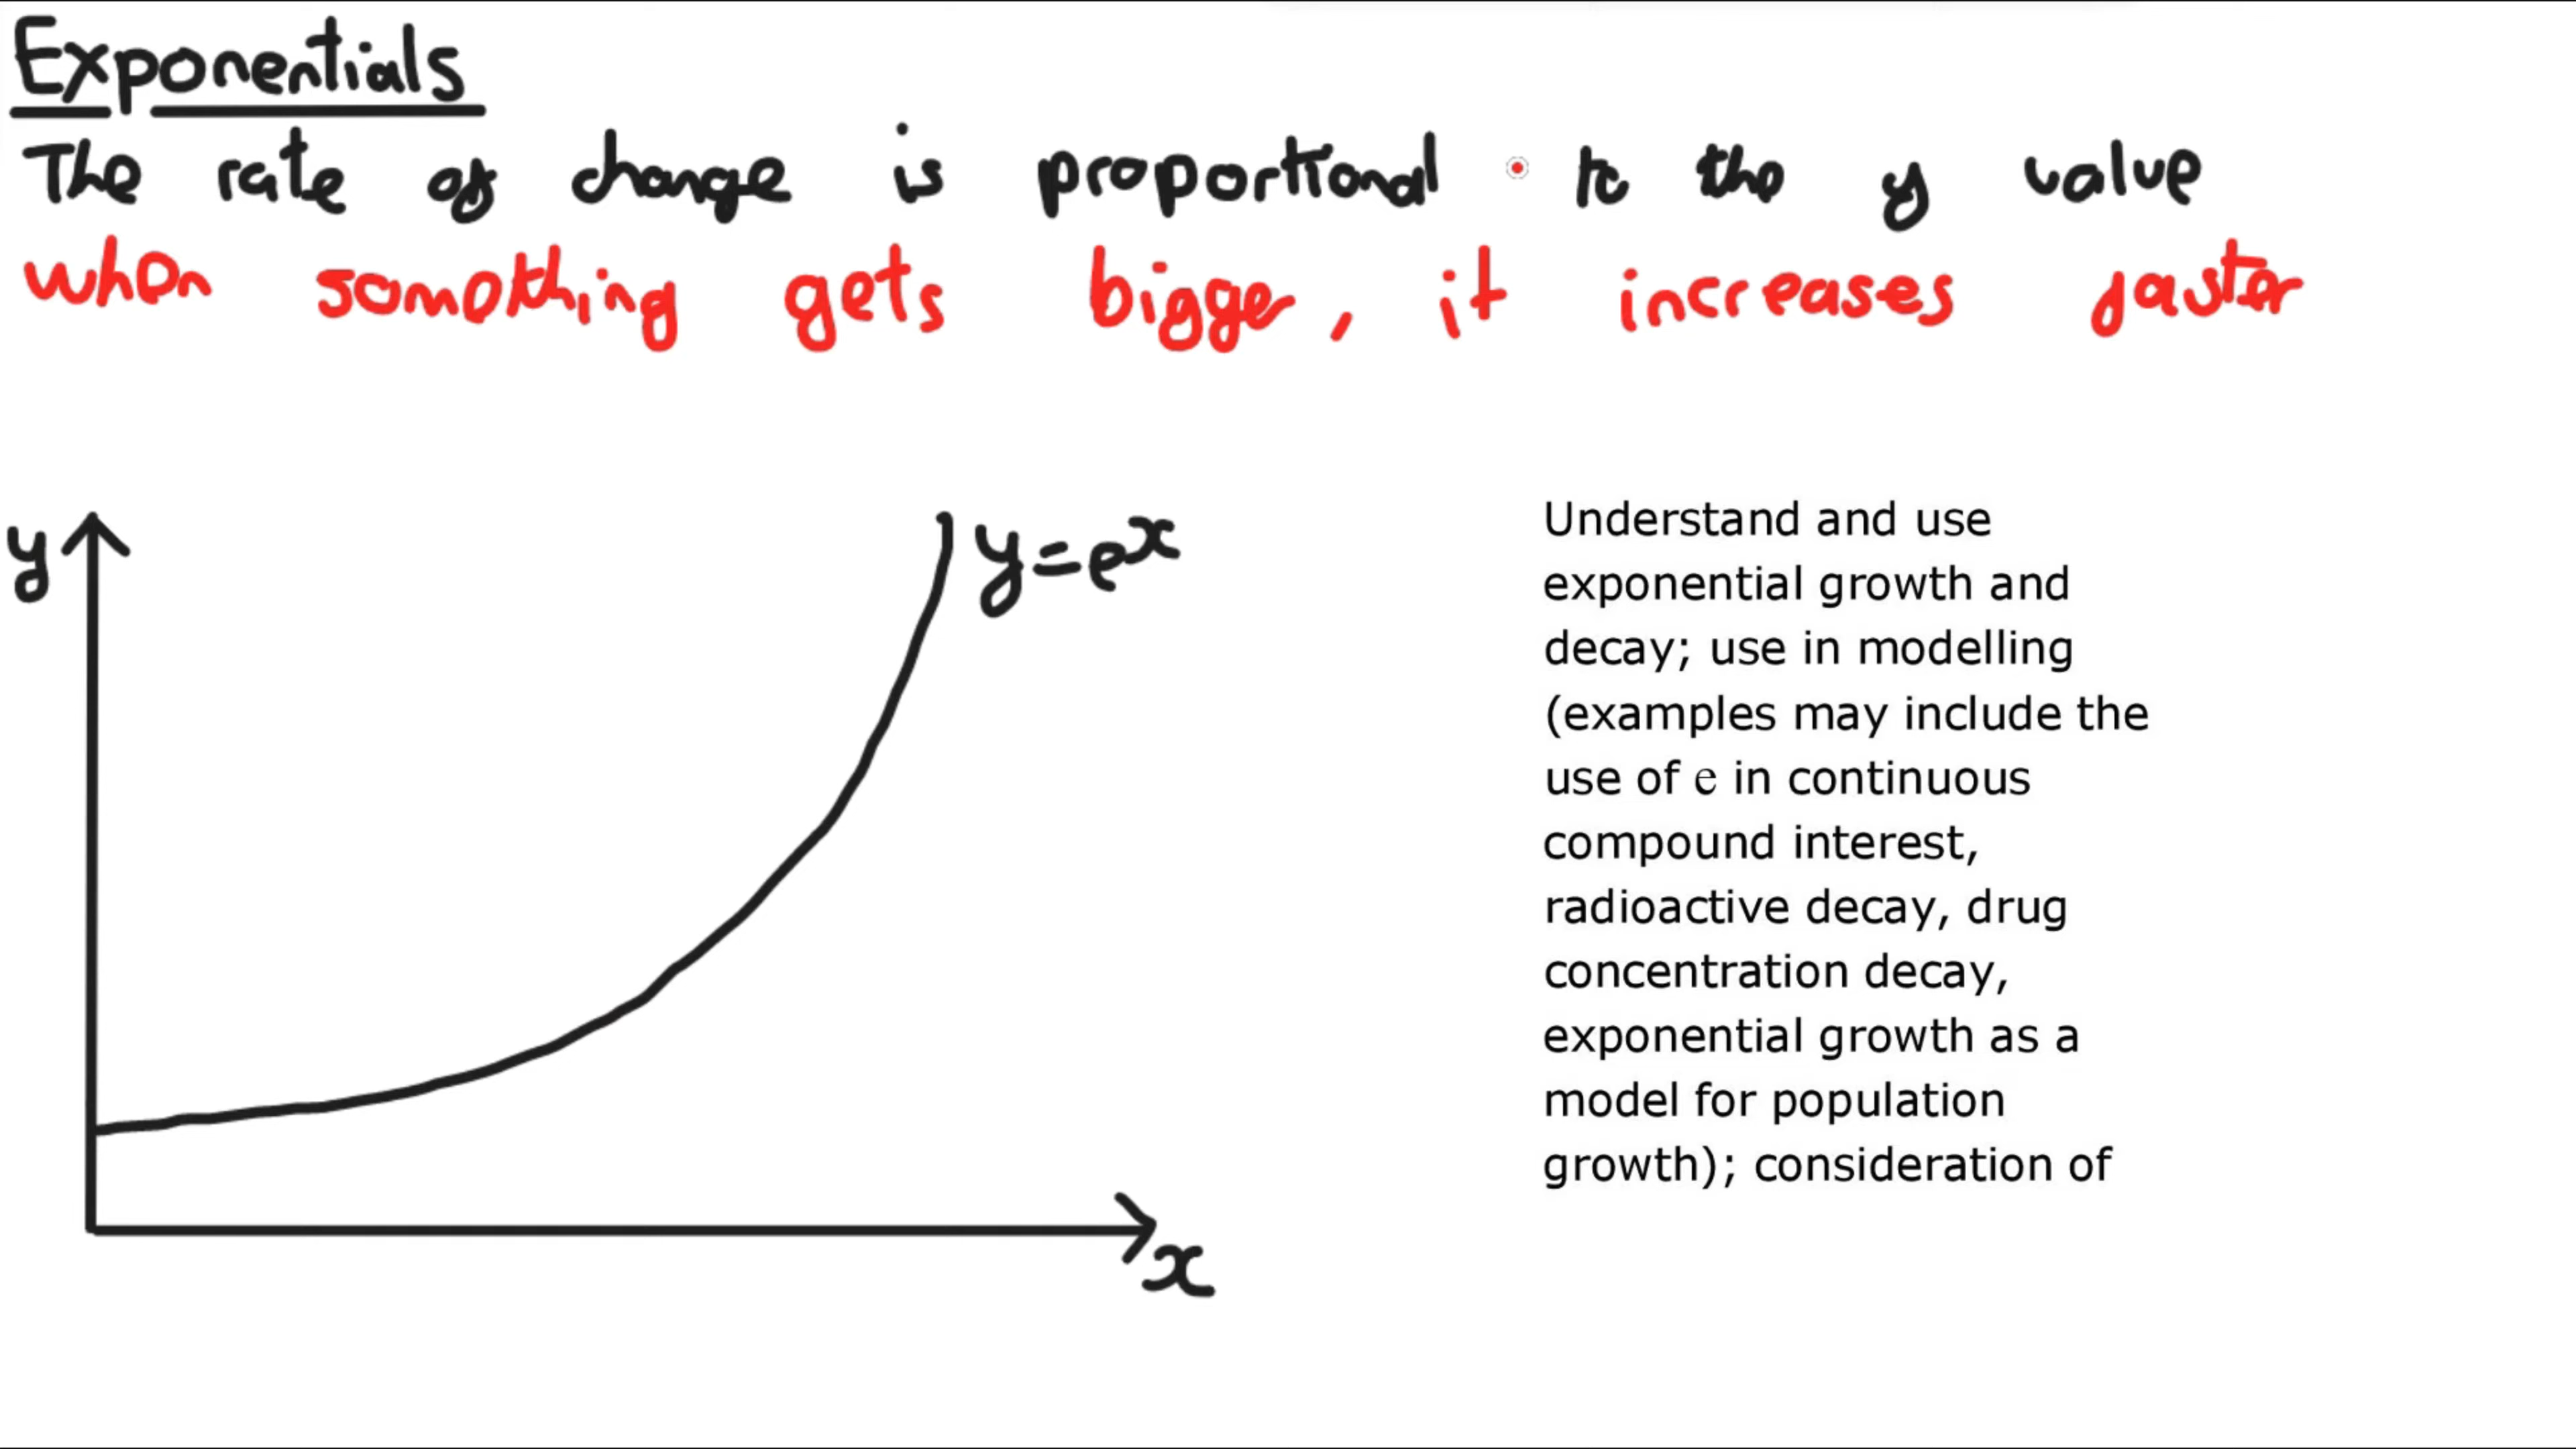 Exponentials
The rate of change is proportional to the y value
when something gets bigger, it increases faster
y
y=eˣ
x
Understand and use
exponential growth and
decay; use in modelling
(examples may include the
use of e in continuous
compound interest,
radioactive decay, drug
concentration decay,
exponential growth as a
model for population
growth); consideration of